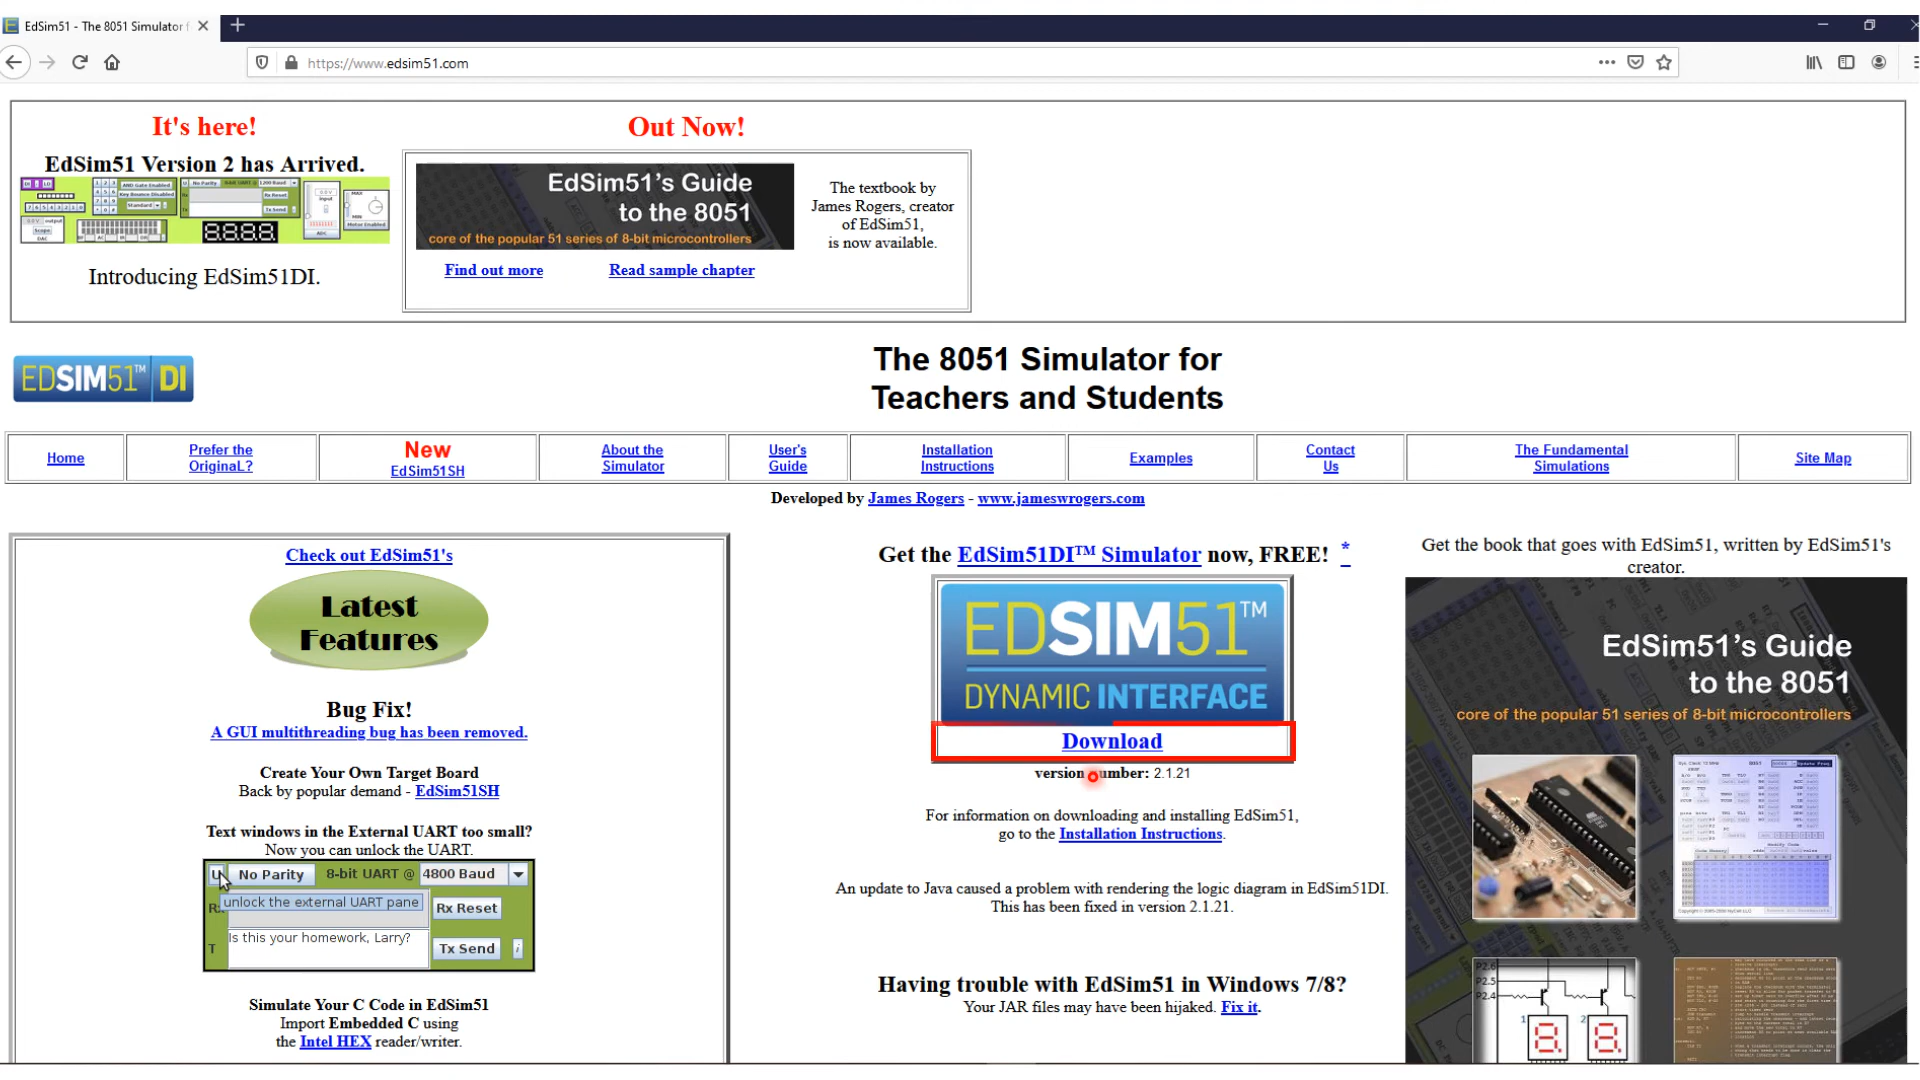 EdSim51 - The 8051 Simulator f
https://www.edsim51.com
It's here!
EdSim51 Version 2 has Arrived.
Introducing EdSim51DI.
Out Now!
EdSim51's Guide
to the 8051
core of the popular 51 series of 8-bit microcontrollers
The textbook by
James Rogers, creator
of EdSim51,
is now available.
Find out more
Read sample chapter
EDSIM51™ DI
The 8051 Simulator for
Teachers and Students
Home
Prefer the
OriginaL?
New
EdSim51SH
About the
Simulator
User's
Guide
Installation
Instructions
Examples
Contact
Us
The Fundamental
Simulations
Site Map
Developed by James Rogers - www.jameswrogers.com
Check out EdSim51's
Latest
Features
Bug Fix!
A GUI multithreading bug has been removed.
Create Your Own Target Board
Back by popular demand - EdSim51SH
Text windows in the External UART too small?
Now you can unlock the UART.
U No Parity 8-bit UART @ 4800 Baud
unlock the external UART pane
Rx Reset
Is this your homework, Larry?
T
Tx Send i
Simulate Your C Code in EdSim51
Import Embedded C using
the Intel HEX reader/writer.
Get the EdSim51DI™ Simulator now, FREE! *
EDSIM51™
DYNAMIC INTERFACE
Download
version number: 2.1.21
For information on downloading and installing EdSim51,
go to the Installation Instructions.
An update to Java caused a problem with rendering the logic diagram in EdSim51DI.
This has been fixed in version 2.1.21.
Having trouble with EdSim51 in Windows 7/8?
Your JAR files may have been hijaked. Fix it.
Get the book that goes with EdSim51, written by EdSim51's
creator.
EdSim51's Guide
to the 8051
core of the popular 51 series of 8-bit microcontrollers
P2.6
P2.5
P2.4
1
2